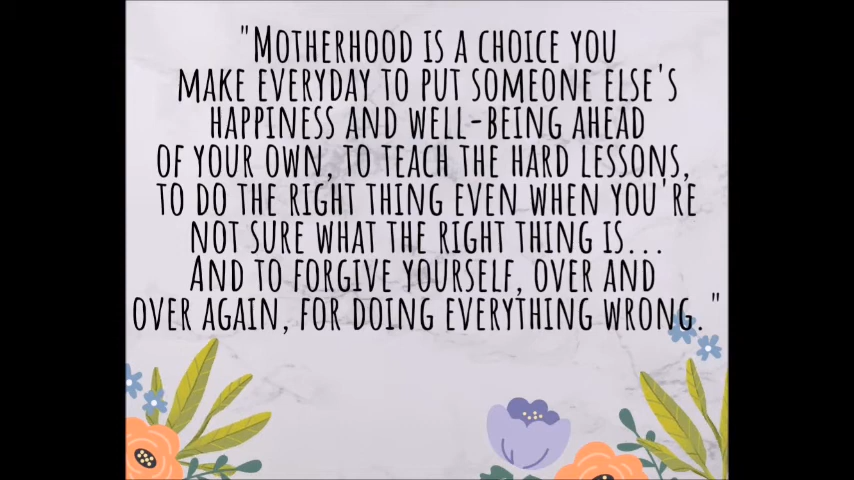 "Motherhood is a choice you
make everyday to put someone else's
happiness and well-being ahead
of your own, to teach the hard lessons,
to do the right thing even when you're
not sure what the right thing is...
And to forgive yourself, over and
over again, for doing everything wrong."